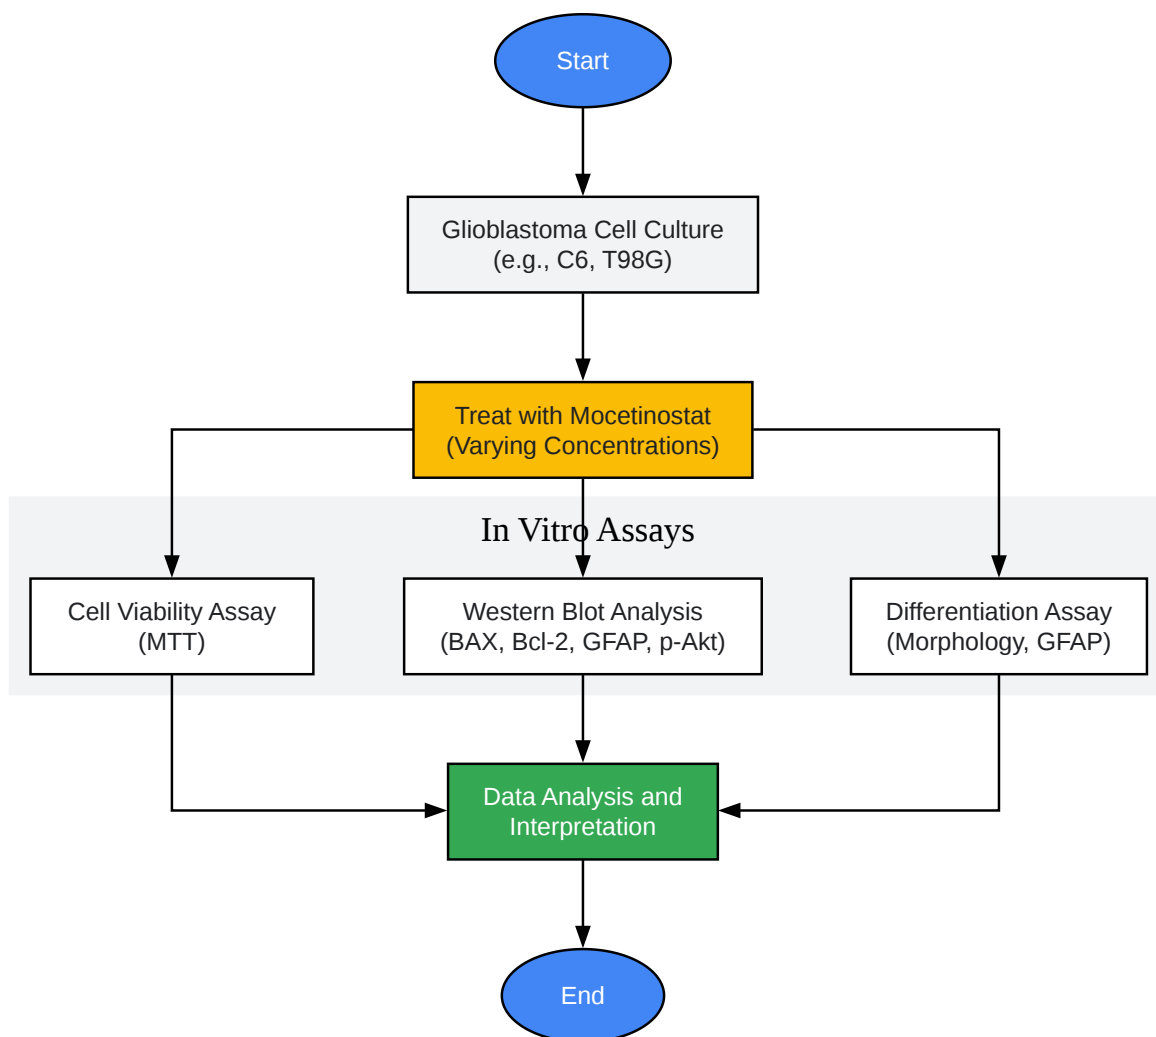 Start
Glioblastoma Cell Culture
(e.g., C6, T98G)
Treat with Mocetinostat
(Varying Concentrations)
In Vitro Assays
Cell Viability Assay
(MTT)
Western Blot Analysis
(BAX, Bcl-2, GFAP, p-Akt)
Differentiation Assay
(Morphology, GFAP)
Data Analysis and
Interpretation
End